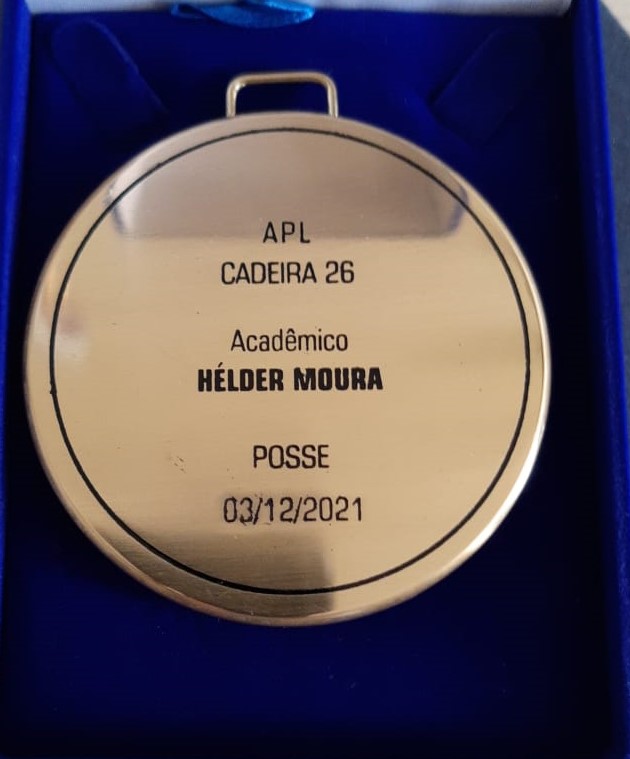 APL
CADEIRA 26
Acadêmico
HÉLDER MOURA
POSSE
03/12/2021